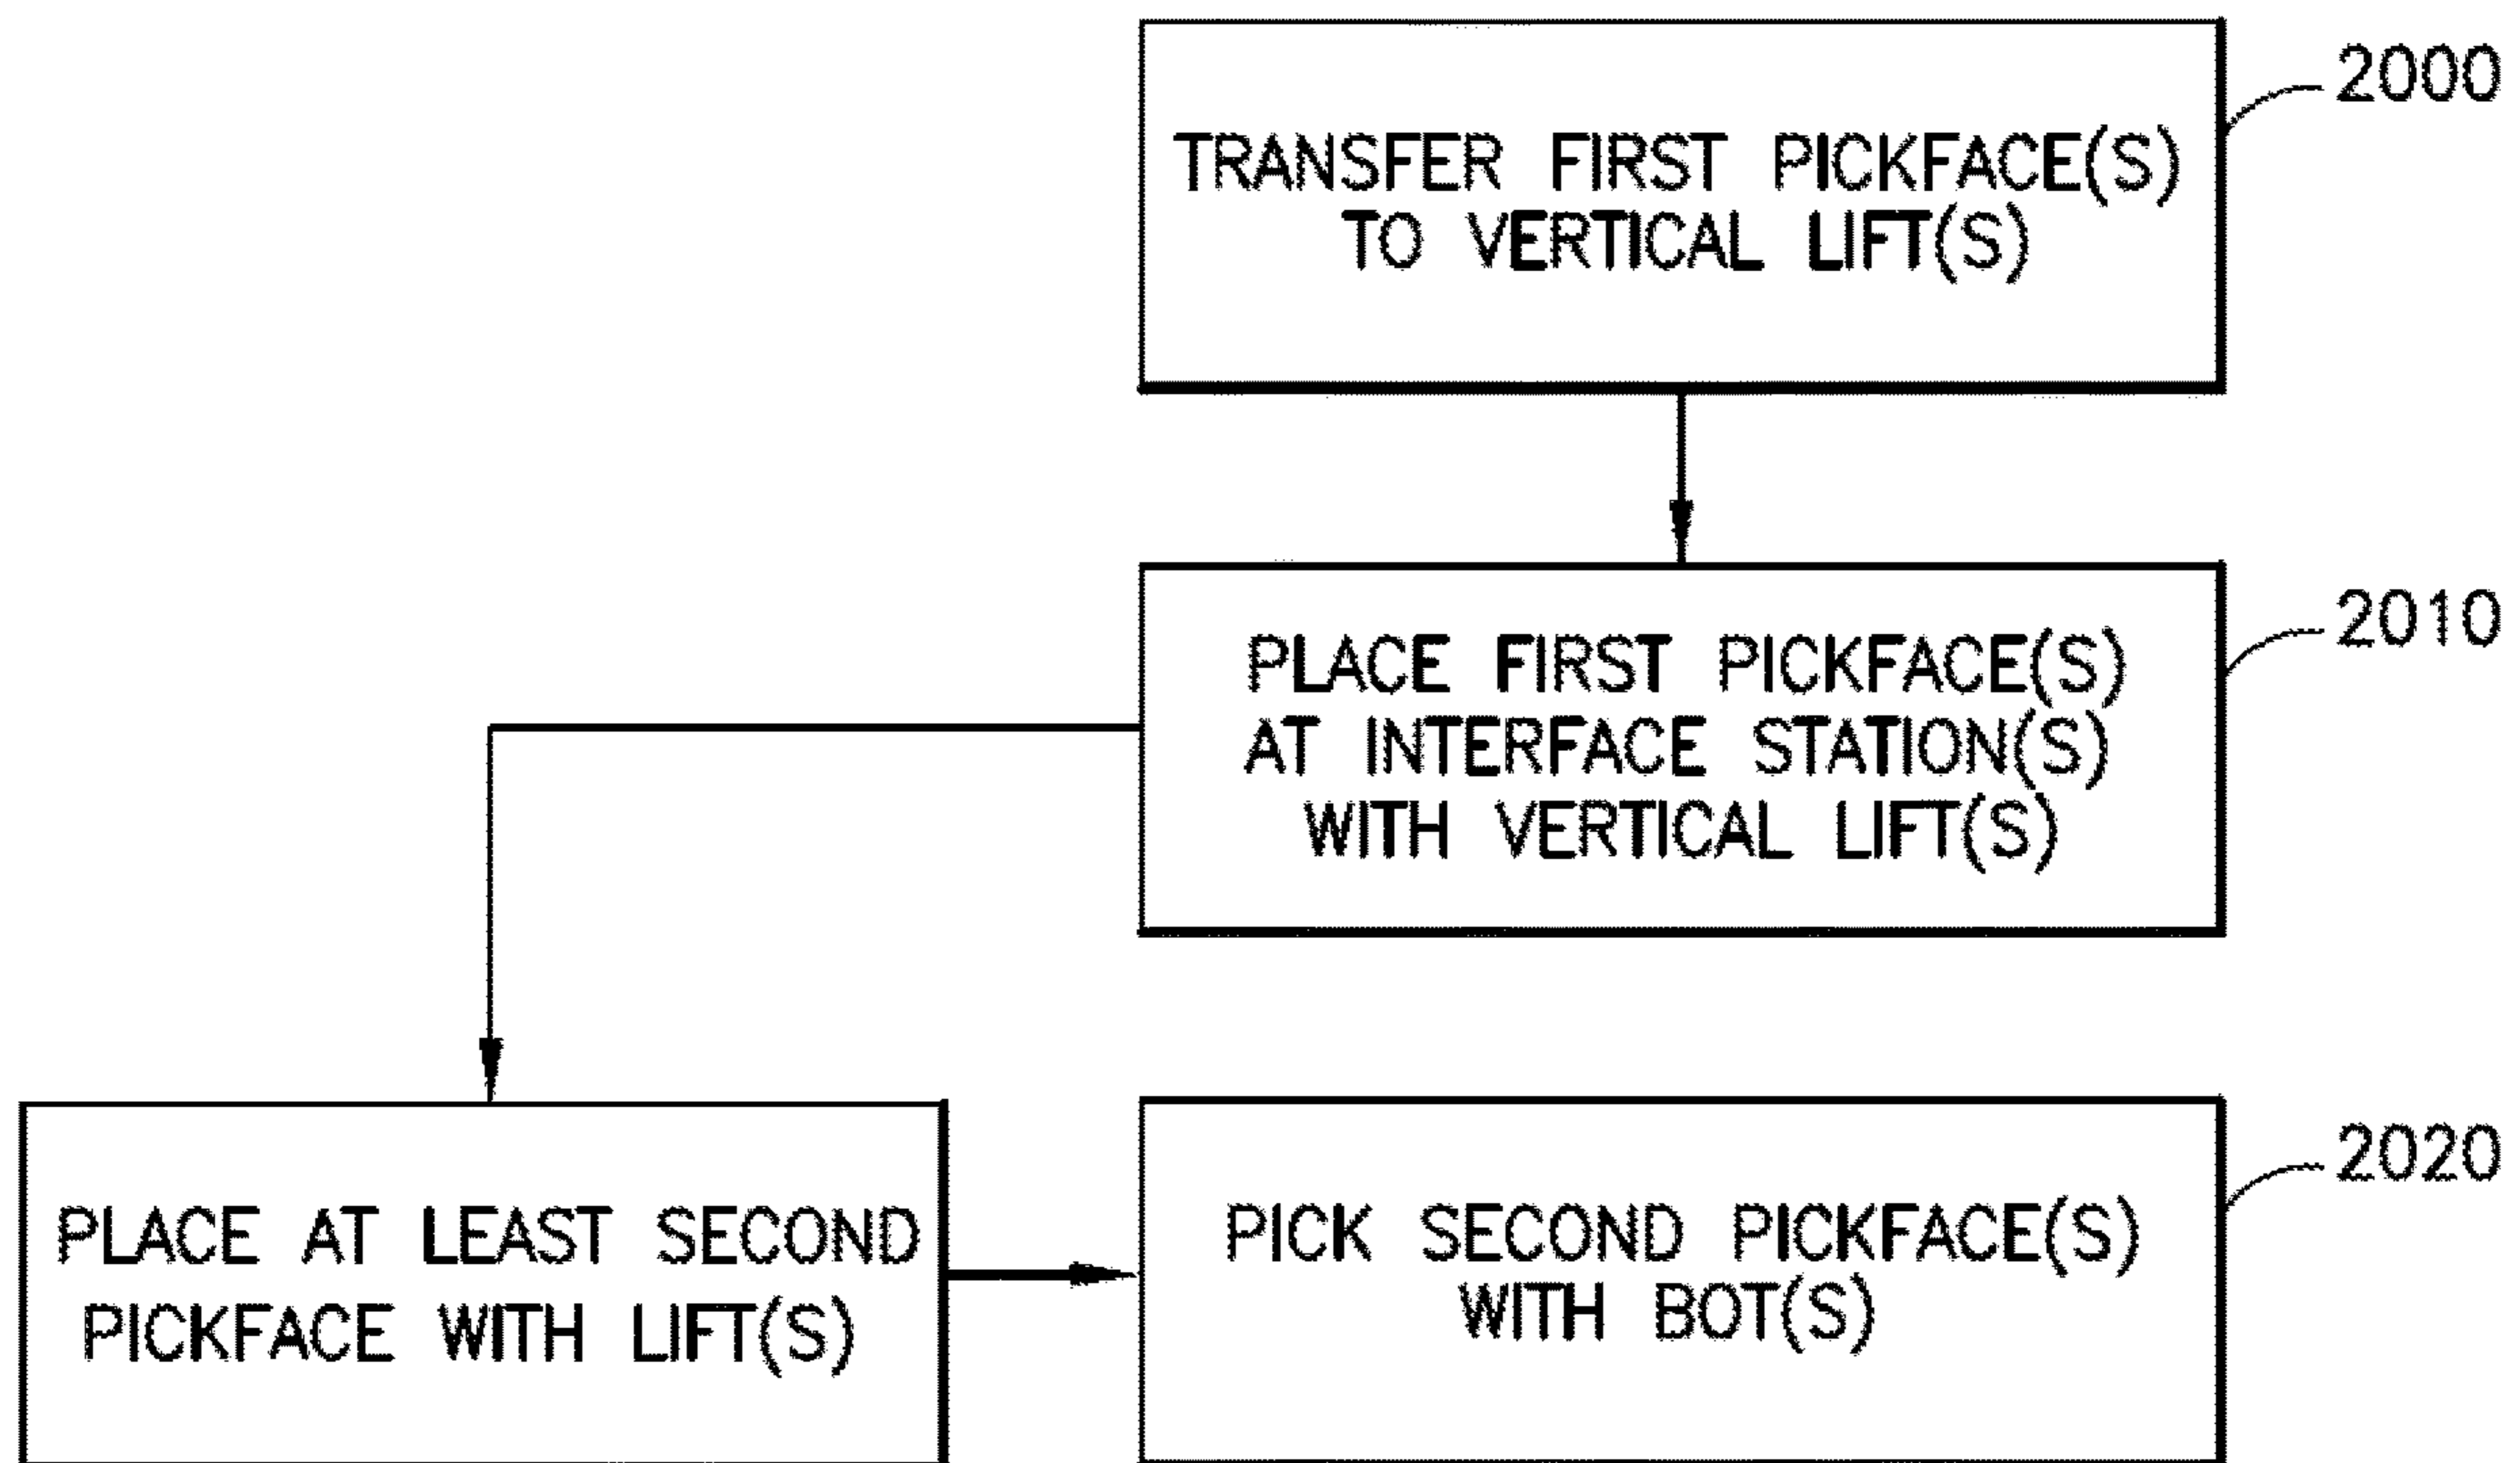 2000
TRANSFER FIRST PICKFACE(S)
TO VERTICAL LIFT(S)
2010
PLACE FIRST PICKFACE(S)
AT INTERFACE STATION(S)
WITH VERTICAL LIFT(S)
PLACE AT LEAST SECOND
PICKFACE WITH LIFT(S)
2020
PICK SECOND PICKFACE(S)
WITH BOT(S)